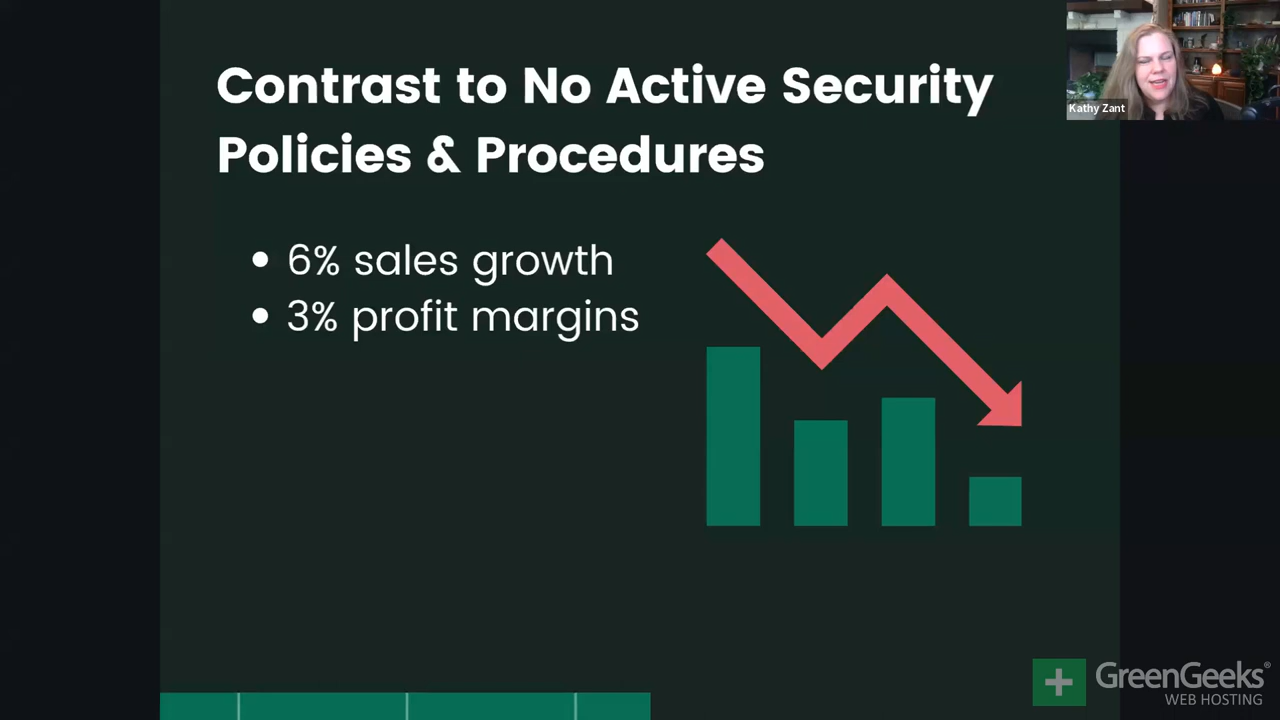 Contrast to No Active Security
Policies & Procedures
• 6% sales growth
• 3% profit margins
Kathy Zant
GreenGeeks®
WEB HOSTING